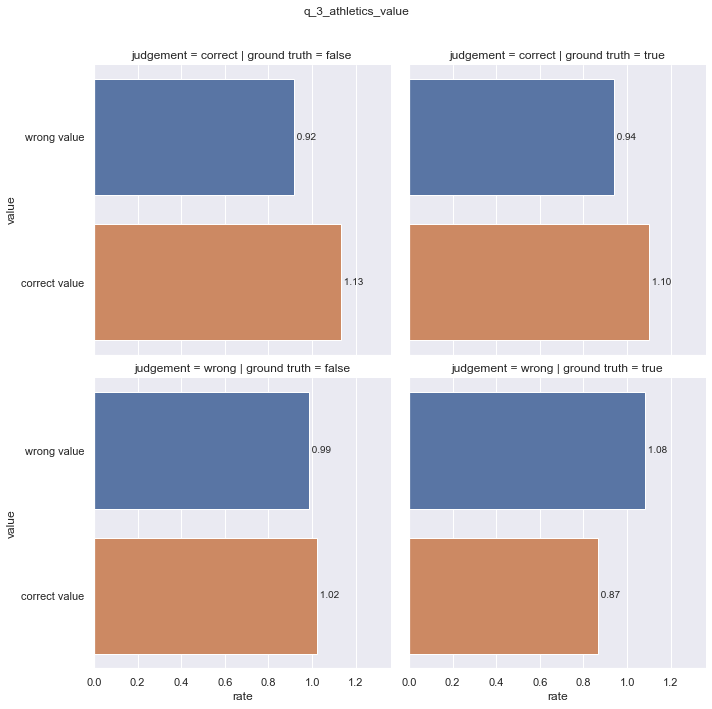 q_3_athletics_value
judgement = correct | ground truth = false
judgement = correct | ground truth = true
value
wrong value
0.92
0.94
correct value
1.13
1.10
judgement = wrong | ground truth = false
judgement = wrong | ground truth = true
value
wrong value
0.99
1.08
correct value
1.02
0.87
0.0 0.2 0.4 0.6 0.8 1.0 1.2
0.0 0.2 0.4 0.6 0.8 1.0 1.2
rate
rate